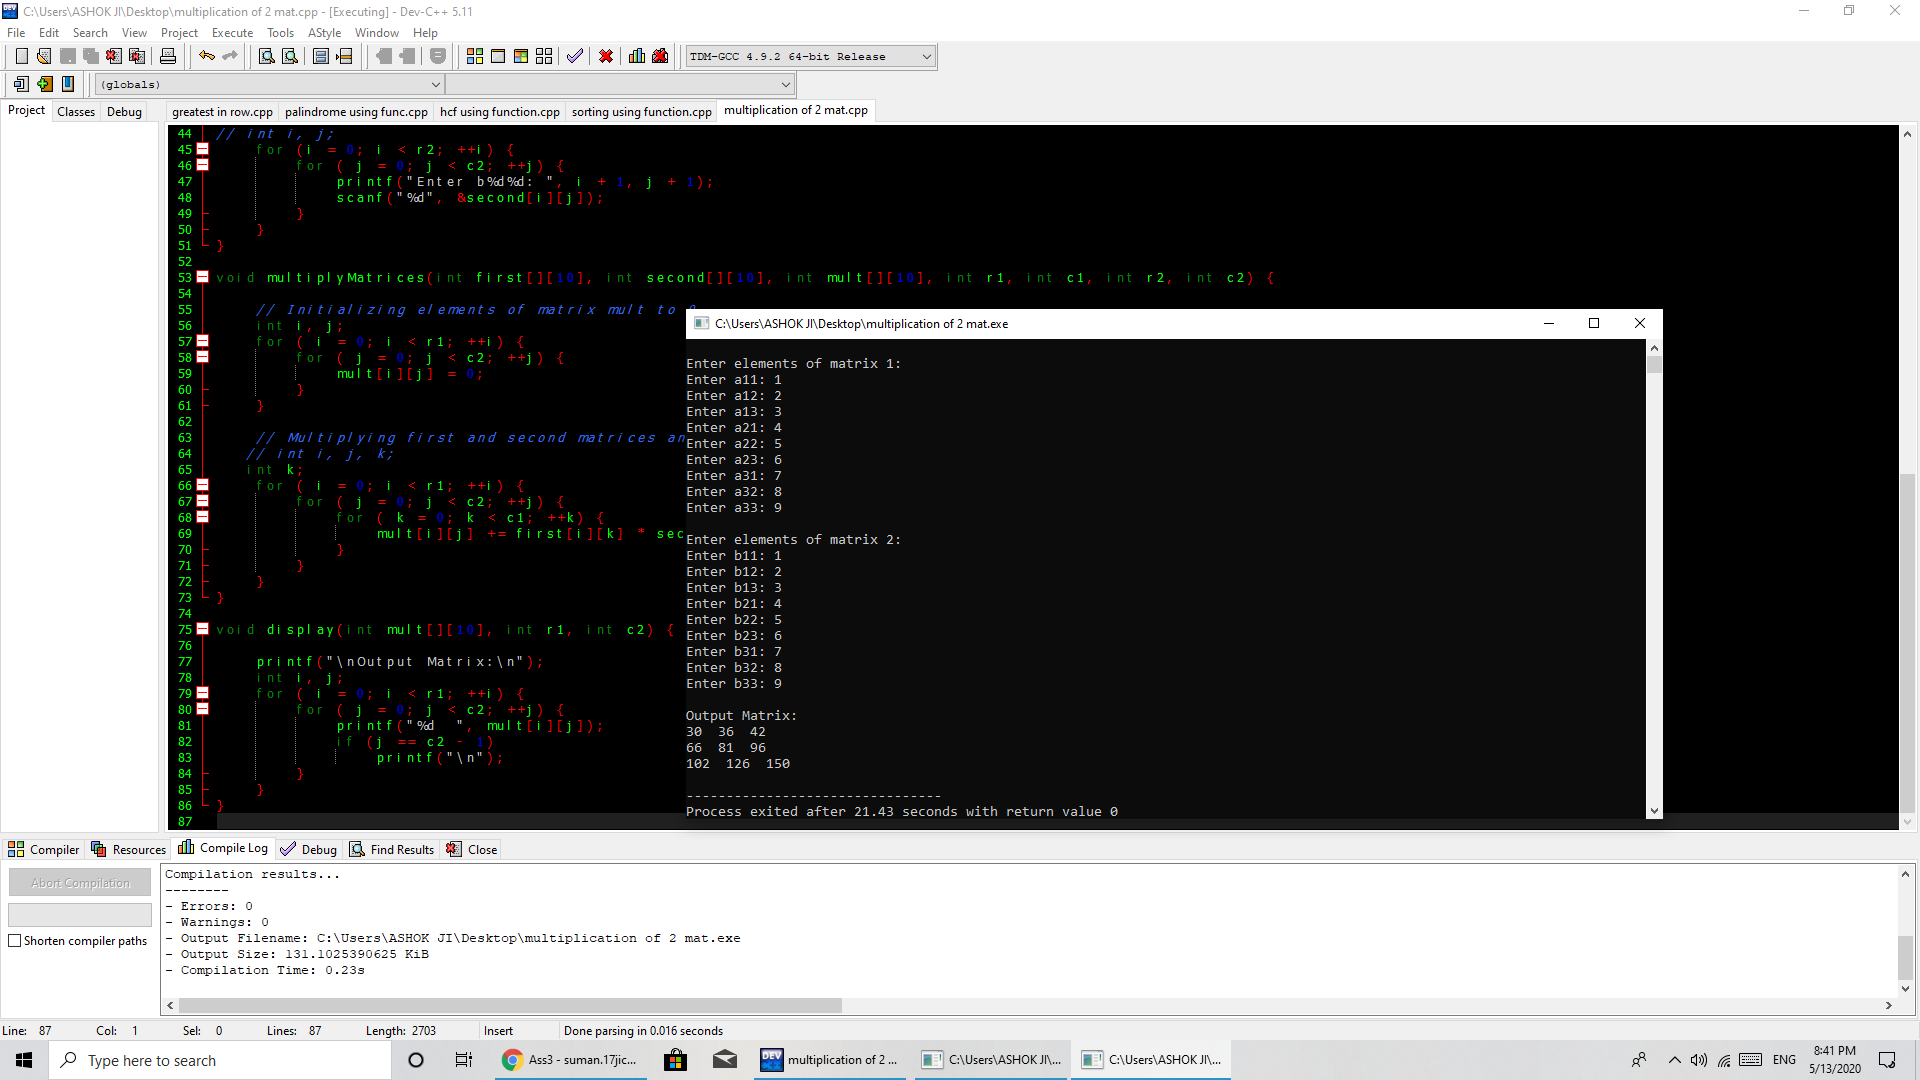 C:\Users\ASHOK JI\Desktop\multiplication of 2 mat.cpp - [Executing] - Dev-C++ 5.11
File Edit Search View Project Execute Tools AStyle Window Help
TDM-GCC 4.9.2 64-bit Release
(globals)
Project Classes Debug
greatest in row.cpp palindrome using func.cpp hcf using function.cpp sorting using function.cpp multiplication of 2 mat.cpp
44 // int i, j;
45 for (i = 0; i < r2; ++i) {
46 for ( j = 0; j < c2; ++j) {
47 printf("Enter b%d%d: ", i + 1, j + 1);
48 scanf("%d", &second[i][j]);
49 }
50 }
51 }
52
53 void multiplyMatrices(int first[][10], int second[][10], int mult[][10], int r1, int c1, int r2, int c2) {
54
55 // Initializing elements of matrix mult to 0
56 int i, j;
57 for ( i = 0; i < r1; ++i) {
58 for ( j = 0; j < c2; ++j) {
59 mult[i][j] = 0;
60 }
61 }
62
63 // Multiplying first and second matrices an
64 // int i, j, k;
65 int k;
66 for ( i = 0; i < r1; ++i) {
67 for ( j = 0; j < c2; ++j) {
68 for ( k = 0; k < c1; ++k) {
69 mult[i][j] += first[i][k] * sec
70 }
71 }
72 }
73 }
74
75 void display(int mult[][10], int r1, int c2) {
76
77 printf("\nOutput Matrix:\n");
78 int i, j;
79 for ( i = 0; i < r1; ++i) {
80 for ( j = 0; j < c2; ++j) {
81 printf("%d  ", mult[i][j]);
82 if (j == c2 - 1)
83 printf("\n");
84 }
85 }
86 }
87
C:\Users\ASHOK JI\Desktop\multiplication of 2 mat.exe
Enter elements of matrix 1:
Enter a11: 1
Enter a12: 2
Enter a13: 3
Enter a21: 4
Enter a22: 5
Enter a23: 6
Enter a31: 7
Enter a32: 8
Enter a33: 9
Enter elements of matrix 2:
Enter b11: 1
Enter b12: 2
Enter b13: 3
Enter b21: 4
Enter b22: 5
Enter b23: 6
Enter b31: 7
Enter b32: 8
Enter b33: 9
Output Matrix:
30  36  42
66  81  96
102  126  150
--------------------------------
Process exited after 21.43 seconds with return value 0
Compiler Resources Compile Log Debug Find Results Close
Abort Compilation
Shorten compiler paths
Compilation results...
--------
- Errors: 0
- Warnings: 0
- Output Filename: C:\Users\ASHOK JI\Desktop\multiplication of 2 mat.exe
- Output Size: 131.1025390625 KiB
- Compilation Time: 0.23s
Line: 87 Col: 1 Sel: 0 Lines: 87 Length: 2703 Insert Done parsing in 0.016 seconds
Type here to search
Ass3 - suman.17jic...
DEV
multiplication of 2 ...
C:\Users\ASHOK JI\...
C:\Users\ASHOK JI\...
ENG
8:41 PM
5/13/2020